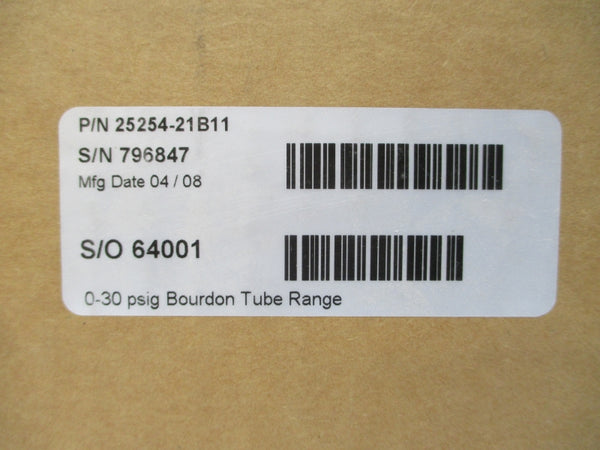 P/N 25254-21B11
S/N 796847
Mfg Date 04 / 08
S/O 64001
0-30 psig Bourdon Tube Range